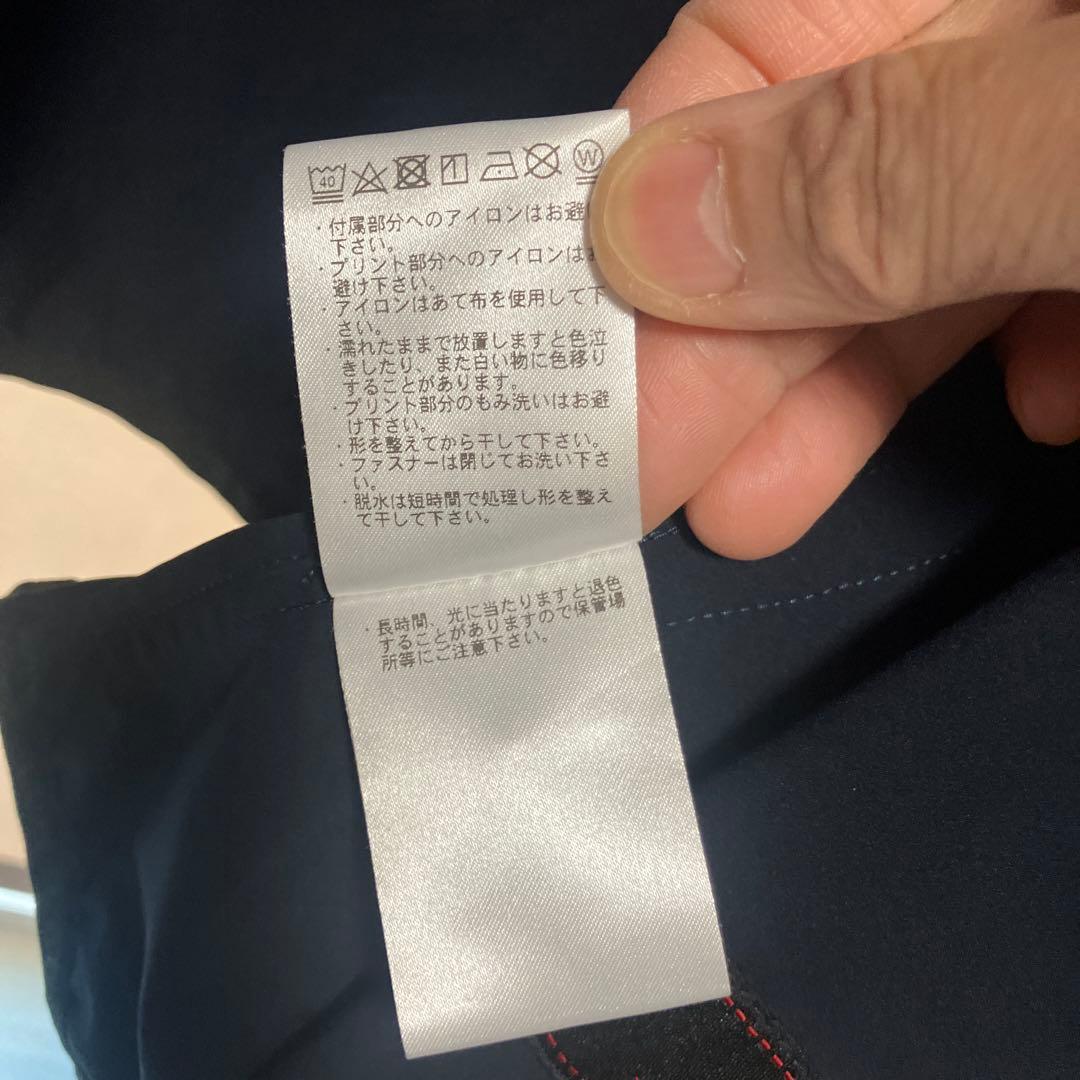 40 W
・付属部分へのアイロンはお避
下さい。
・プリント部分へのアイロンは
避け下さい。
・アイロンはあて布を使用して下
さい。
・濡れたままで放置しますと色泣
きしたり、また白い物に色移り
することがあります。
・プリント部分のもみ洗いはお避
け下さい。
・形を整えてから干して下さい。
・ファスナーは閉じてお洗い下さ
い。
・脱水は短時間で処理し形を整え
て干して下さい。
・長時間、光に当たりますと退色
することがありますので保管場
所等にご注意下さい。